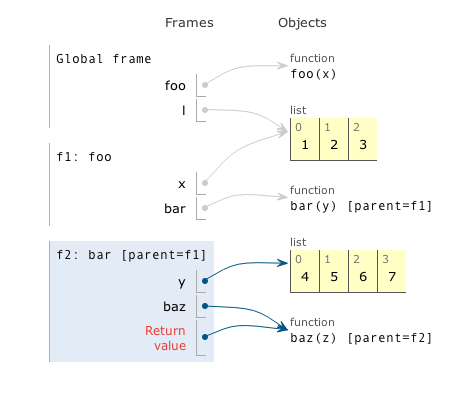 Frames Objects
Global frame
function
foo foo(x)
l
list
0 1 2
1 2 3
f1: foo
x
function
bar bar(y) [parent=f1]
list
f2: bar [parent=f1]
0 1 2 3
y 4 5 6 7
baz
function
Return
value
baz(z) [parent=f2]